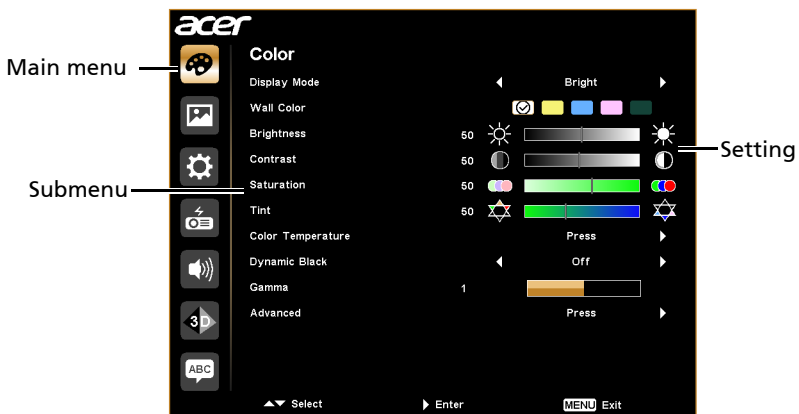 acer
Color
Main menu
Display Mode Bright
Wall Color
Brightness 50
Setting
Contrast 50
Submenu
Saturation 50
Tint 50
Color Temperature Press
Dynamic Black Off
Gamma 1
3D
Advanced Press
ABC
Select Enter MENU Exit